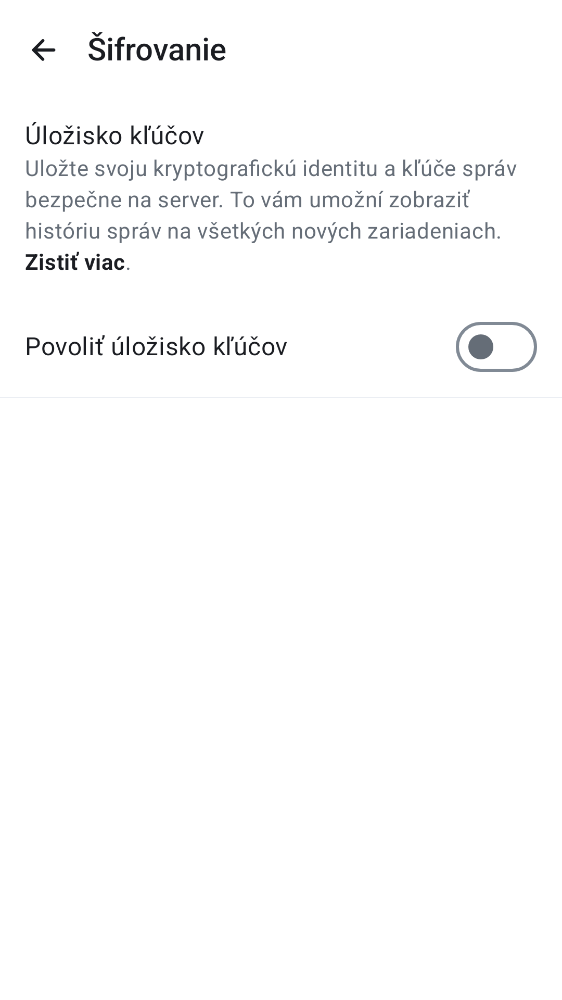 Šifrovanie
Úložisko kľúčov
Uložte svoju kryptografickú identitu a kľúče správ
bezpečne na server. To vám umožní zobraziť
históriu správ na všetkých nových zariadeniach.
Zistiť viac.
Povoliť úložisko kľúčov